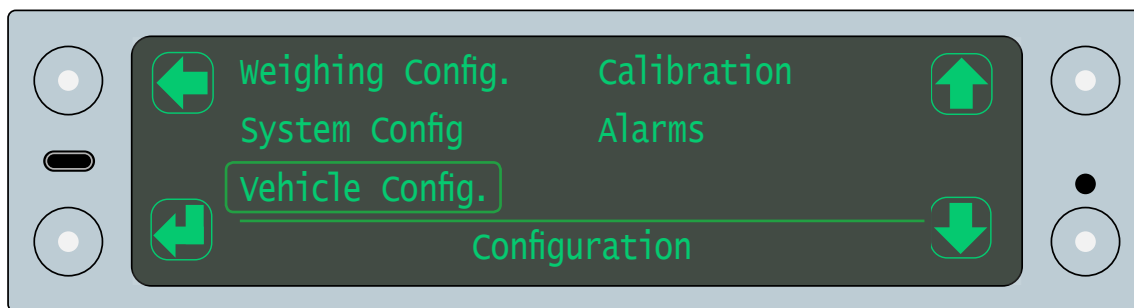 Weighing Config. Calibration
System Config Alarms
Vehicle Config.
Configuration